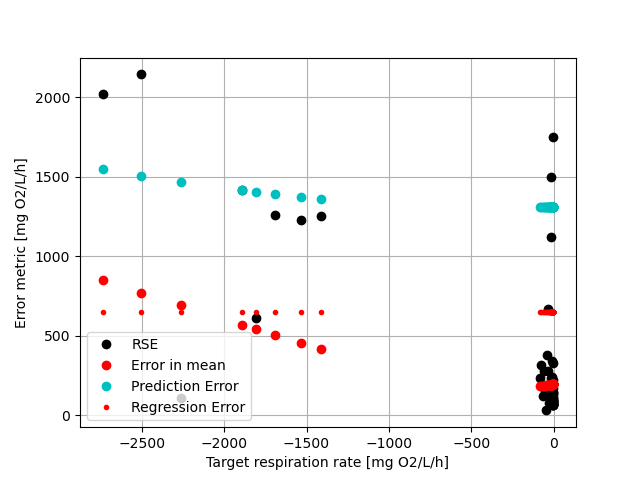 2000
1500
1000
500
0
Error metric [mg O2/L/h]
RSE
Error in mean
Prediction Error
Regression Error
−2500 −2000 −1500 −1000 −500 0
Target respiration rate [mg O2/L/h]